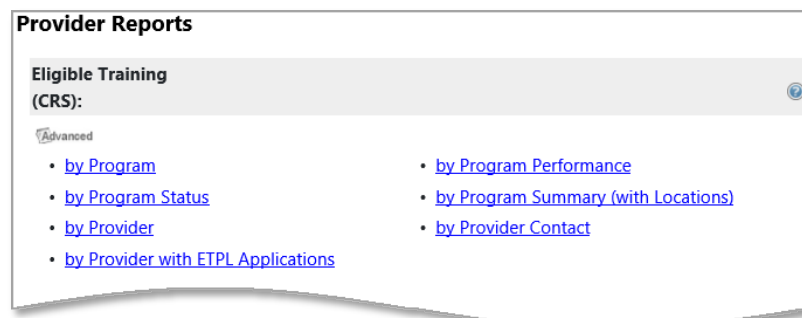 Provider Reports
Eligible Training
(CRS):
Advanced
• by Program
• by Program Status
• by Provider
• by Provider with ETPL Applications
• by Program Performance
• by Program Summary (with Locations)
• by Provider Contact